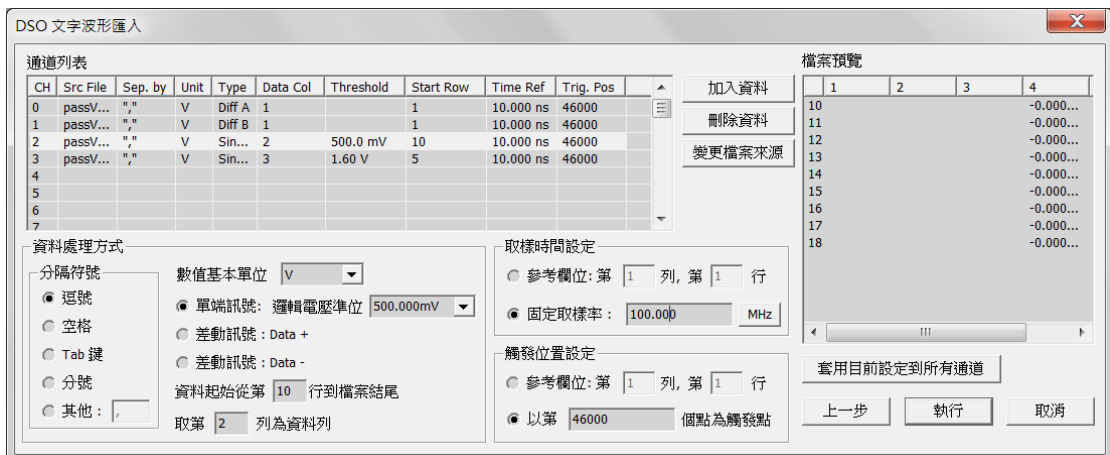 DSO 文字波形匯入
X
通道列表
CH Src File Sep. by Unit Type Data Col Threshold Start Row Time Ref Trig. Pos
0 passV... "," V Diff A 1 1 10.000 ns 46000
1 passV... "," V Diff B 1 1 10.000 ns 46000
2 passV... "," V Sin... 2 500.0 mV 10 10.000 ns 46000
3 passV... "," V Sin... 3 1.60 V 5 10.000 ns 46000
4
5
6
7
加入資料
刪除資料
變更檔案來源
檔案預覽
1 2 3 4
10 -0.000...
11 -0.000...
12 -0.000...
13 -0.000...
14 -0.000...
15 -0.000...
16 -0.000...
17 -0.000...
18 -0.000...
資料處理方式
分隔符號
逗號
空格
Tab 鍵
分號
其他： ,
數值基本單位 V
單端訊號: 邏輯電壓準位 500.000mV
差動訊號 : Data +
差動訊號 : Data -
資料起始從第 10 行到檔案結尾
取第 2 列為資料列
取樣時間設定
參考欄位: 第 1 列, 第 1 行
固定取樣率： 100.000 MHz
觸發位置設定
參考欄位: 第 1 列, 第 1 行
以第 46000 個點為觸發點
套用目前設定到所有通道
上一步 執行 取消